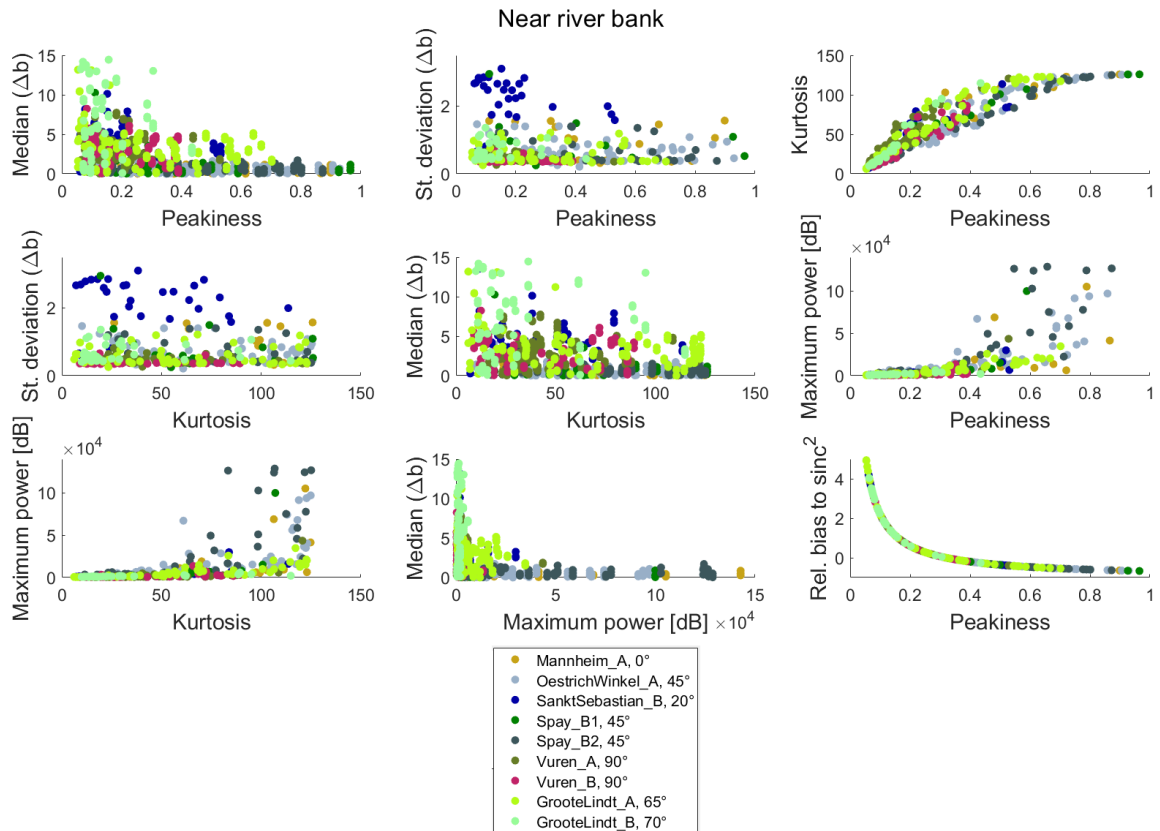 Near river bank
Median (Δb)
15
10
5
0
0 0.2 0.4 0.6 0.8 1
Peakiness
St. deviation (Δb)
2
0
0 0.2 0.4 0.6 0.8 1
Peakiness
Kurtosis
150
100
50
0
0 0.2 0.4 0.6 0.8 1
Peakiness
St. deviation (Δb)
2
0
0 50 100 150
Kurtosis
Median (Δb)
15
10
5
0
0 50 100 150
Kurtosis
Maximum power [dB]
×10⁴
10
5
0
0 0.2 0.4 0.6 0.8 1
Peakiness
Maximum power [dB]
×10⁴
10
5
0
0 50 100 150
Kurtosis
Median (Δb)
15
10
5
0
0 5 10 15
Maximum power [dB] ×10⁴
Rel. bias to sinc²
4
2
0
0 0.2 0.4 0.6 0.8 1
Peakiness
Mannheim_A, 0°
OestrichWinkel_A, 45°
SanktSebastian_B, 20°
Spay_B1, 45°
Spay_B2, 45°
Vuren_A, 90°
Vuren_B, 90°
GrooteLindt_A, 65°
GrooteLindt_B, 70°